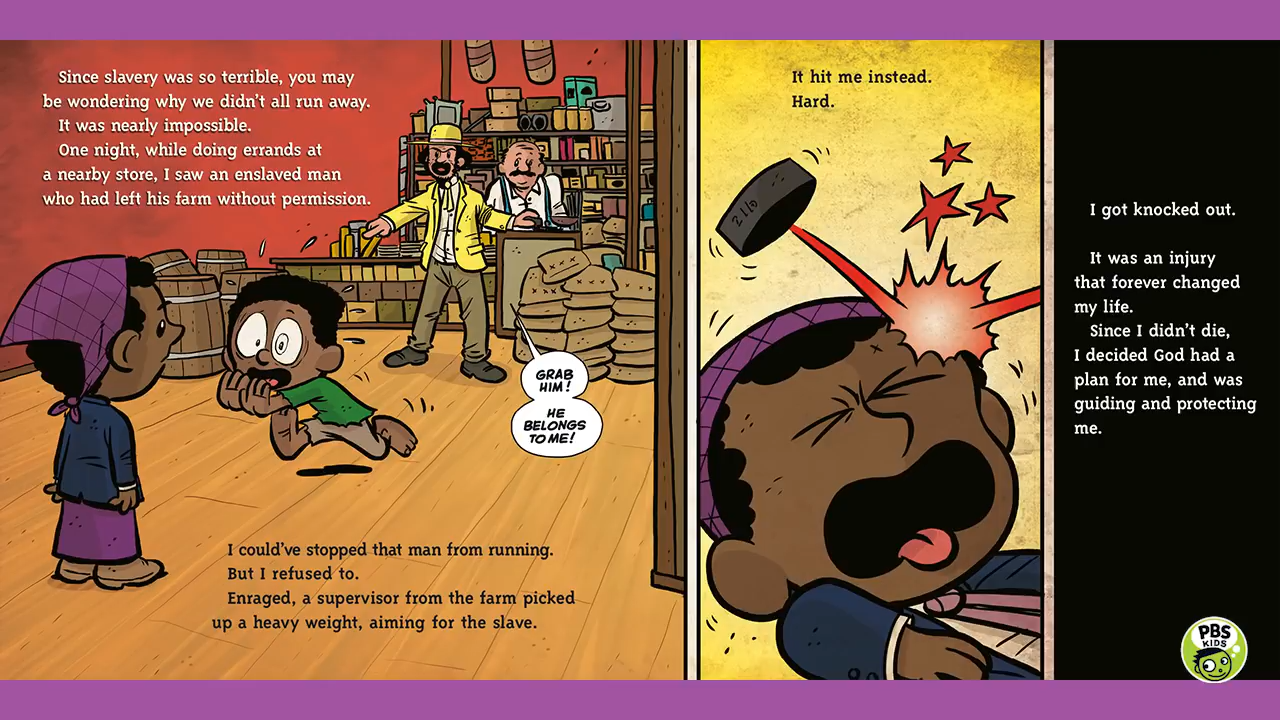 Since slavery was so terrible, you may
be wondering why we didn't all run away.
It was nearly impossible.
One night, while doing errands at
a nearby store, I saw an enslaved man
who had left his farm without permission.
GRAB
HIM!
HE
BELONGS
TO ME!
I could've stopped that man from running.
But I refused to.
Enraged, a supervisor from the farm picked
up a heavy weight, aiming for the slave.
It hit me instead.
Hard.
I got knocked out.
It was an injury
that forever changed
my life.
Since I didn't die,
I decided God had a
plan for me, and was
guiding and protecting
me.
PBS
KIDS